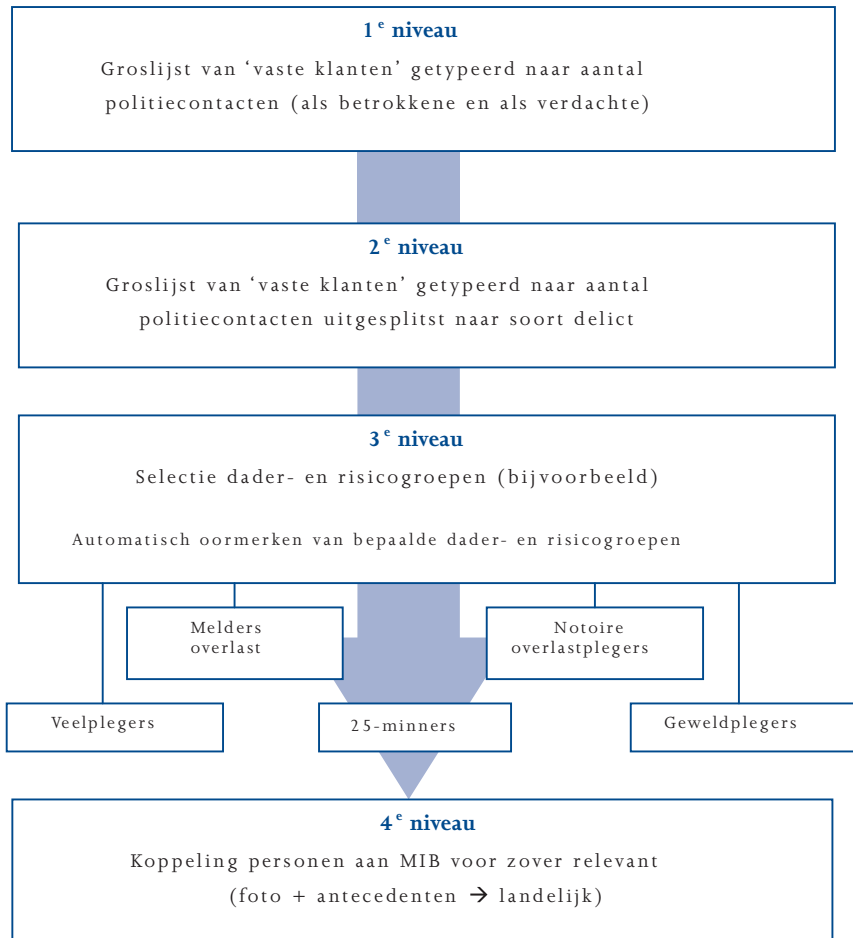 1e niveau
Groslijst van ‘vaste klanten’ getypeerd naar aantal
politiecontacten (als betrokkene en als verdachte)
2e niveau
Groslijst van ‘vaste klanten’ getypeerd naar aantal
politiecontacten uitgesplitst naar soort delict
3e niveau
Selectie dader- en risicogroepen (bijvoorbeeld)
Automatisch oormerken van bepaalde dader- en risicogroepen
Melders
overlast
Notoire
overlastplegers
Veelplegers
25-minners
Geweldplegers
4e niveau
Koppeling personen aan MIB voor zover relevant
(foto + antecedenten → landelijk)